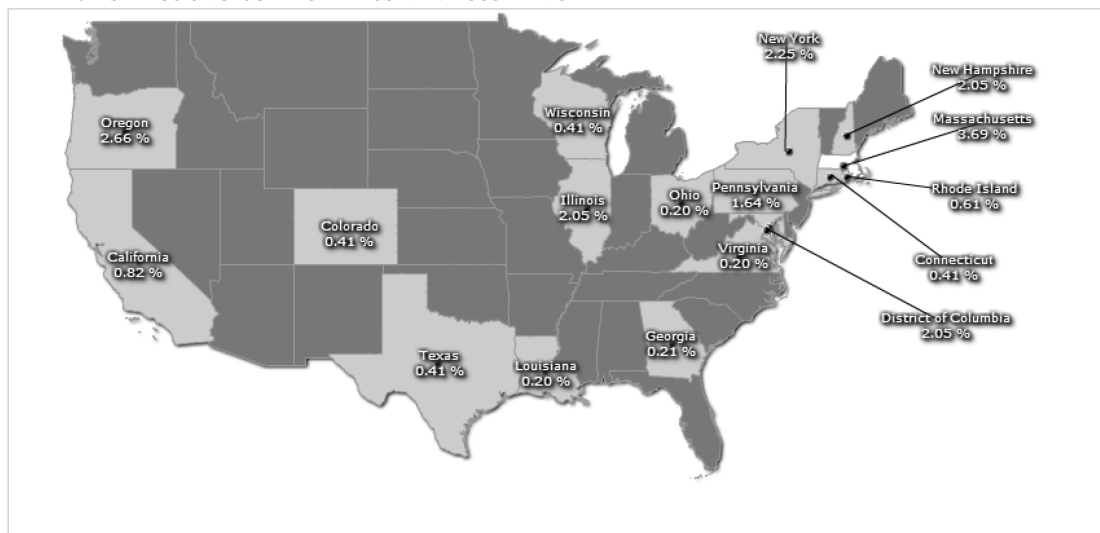 New York
2.25 %
New Hampshire
2.05 %
Oregon
2.66 %
Wisconsin
0.41 %
Massachusetts
3.69 %
Illinois
2.05 %
Ohio
0.20 %
Pennsylvania
1.64 %
Rhode Island
0.61 %
Colorado
0.41 %
California
0.82 %
Virginia
0.20 %
Connecticut
0.41 %
District of Columbia
2.05 %
Georgia
0.21 %
Texas
0.41 %
Louisiana
0.20 %